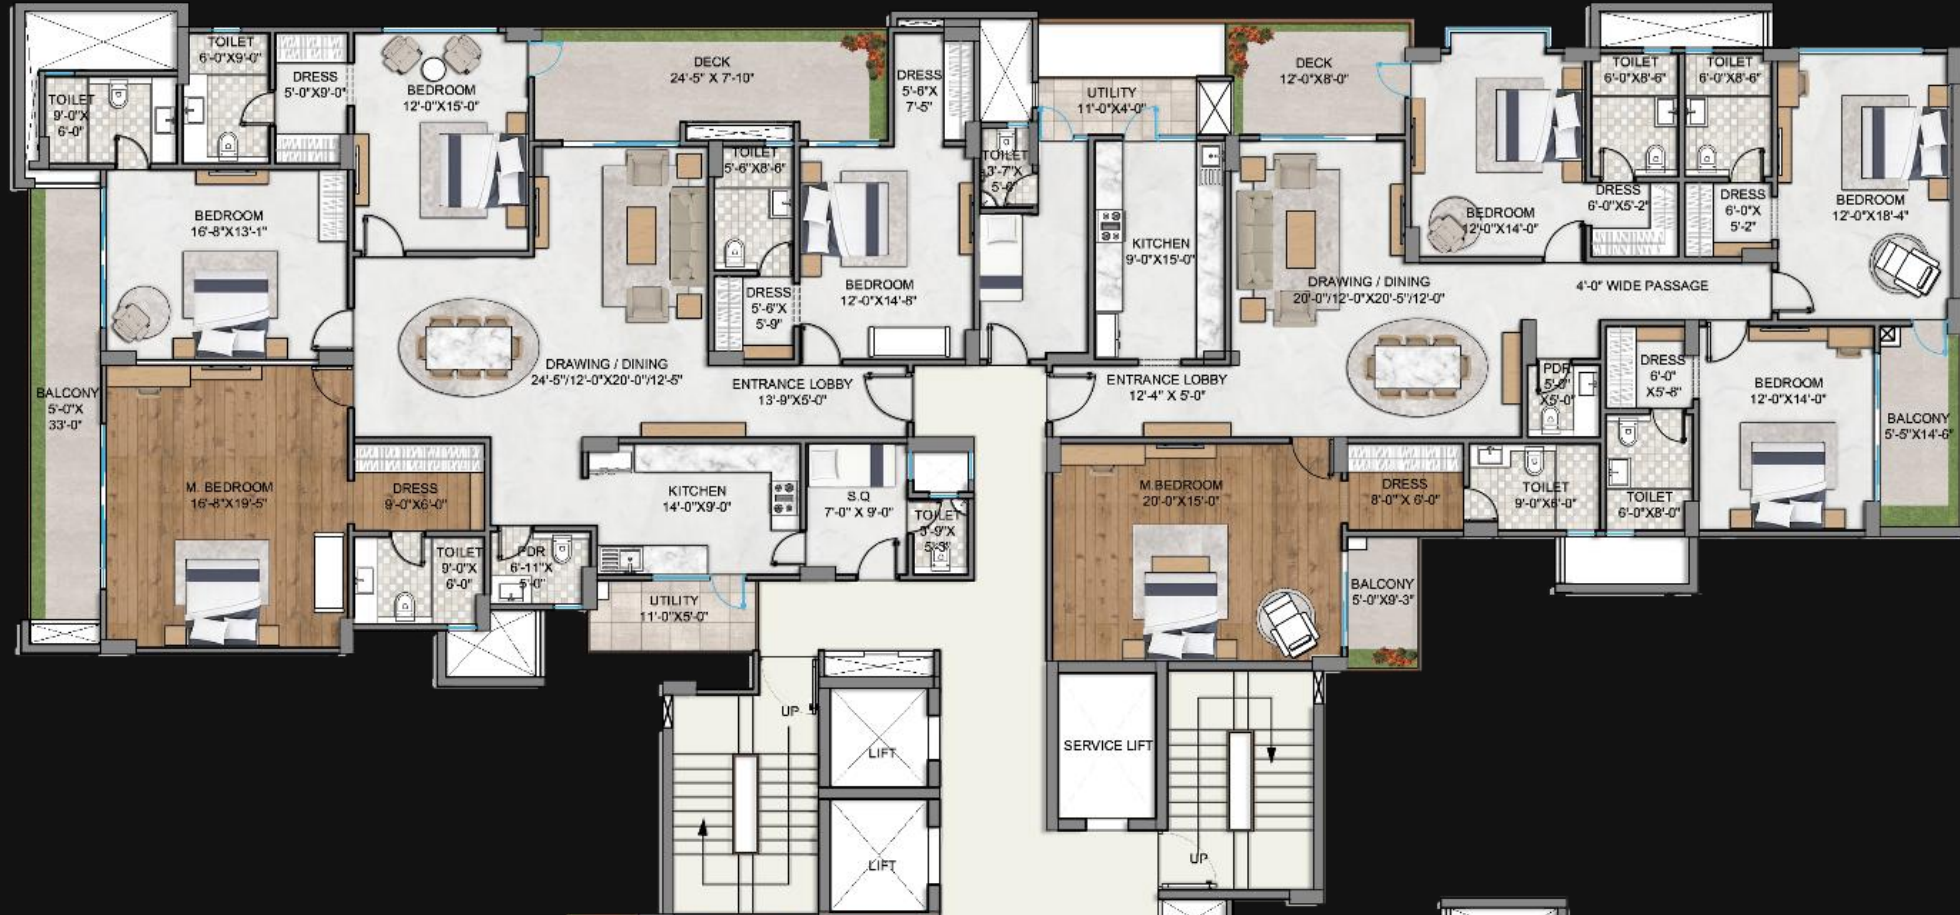 TOILET
9'-0"X
6'-0"
TOILET
6'-0"X9'-0"
DRESS
5'-0"X9'-0"
BEDROOM
12'-0"X15'-0"
DECK
24'-5" X 7'-10"
DRESS
5'-6"X
7'-5"
BEDROOM
16'-8"X13'-1"
TOILET
5'-6"X8'-6"
DRESS
5'-6"X
5'-9"
BEDROOM
12'-0"X14'-8"
DRAWING / DINING
24'-5"/12'-0"X20'-0"/12'-5"
ENTRANCE LOBBY
13'-9"X5'-0"
BALCONY
5'-0"X
33'-0"
M. BEDROOM
16'-8"X19'-5"
DRESS
9'-0"X6'-0"
TOILET
9'-0"X
6'-0"
PDR
6'-11"X
5'-0"
KITCHEN
14'-0"X9'-0"
S.Q
7'-0" X 9'-0"
TOILET
3'-9"X
5'-3"
UTILITY
11'-0"X5'-0"
UP
LIFT
LIFT
TOILET
3'-7"X
UTILITY
11'-0"X4'-0"
KITCHEN
9'-0"X15'-0"
DECK
12'-0"X8'-0"
BEDROOM
12'-0"X14'-0"
TOILET
6'-0"X8'-6"
TOILET
6'-0"X8'-6"
DRESS
6'-0"X5'-2"
DRESS
6'-0"X
5'-2"
BEDROOM
12'-0"X18'-4"
DRAWING / DINING
20'-0"/12'-0"X20'-5"/12'-0"
4'-0" WIDE PASSAGE
ENTRANCE LOBBY
12'-4" X 5'-0"
PDR
5'-0"
X5'-0"
DRESS
6'-0"
X5'-8"
BEDROOM
12'-0"X14'-0"
BALCONY
5'-5"X14'-6"
M.BEDROOM
20'-0"X15'-0"
DRESS
8'-0" X 6'-0"
TOILET
9'-0"X6'-0"
TOILET
6'-0"X8'-0"
BALCONY
5'-0"X9'-3"
SERVICE LIFT
UP